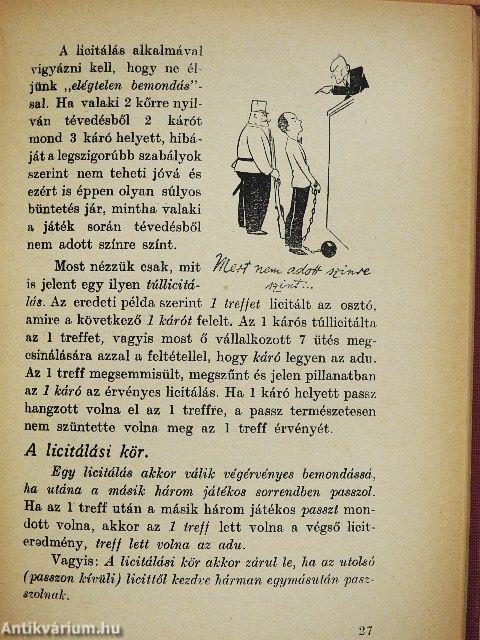 A licitálás alkalmával
vigyázni kell, hogy ne él-
jünk „elégtelen bemondás"-
sal. Ha valaki 2 kőrre nyil-
ván tévedésből 2 kárót
mond 3 káró helyett, hibá-
ját a legszigorúbb szabályok
szerint nem teheti jóvá és
ezért is éppen olyan súlyos
büntetés jár, mintha valaki
a játék során tévedésből
nem adott színre színt.
Mert nem adott színre
színt...
Most nézzük csak, mit
is jelent egy ilyen túllicitá-
lás. Az eredeti példa szerint 1 treffet licitált az osztó,
amire a következő 1 kárót felelt. Az 1 kárós túllicitálta
az 1 treffet, vagyis most ő vállalkozott 7 ütés meg-
csinálására azzal a feltétellel, hogy káró legyen az adu.
Az 1 treff megsemmisült, megszűnt és jelen pillanatban
az 1 káró az érvényes licitálás. Ha 1 káró helyett passz
hangzott volna el az 1 treffre, a passz természetesen
nem szüntette volna meg az 1 treff érvényét.
A licitálási kör.
Egy licitálás akkor válik végérvényes bemondássá,
ha utána a másik három játékos sorrendben passzol.
Ha az 1 treff után a másik három játékos passzt mon-
dott volna, akkor az 1 treff lett volna a végső licit-
eredmény, treff lett volna az adu.
Vagyis: A licitálási kör akkor zárul le, ha az utolsó
(passzon kívüli) licittől kezdve hárman egymásután pasz-
szolnak.
27
Antikvárium.hu